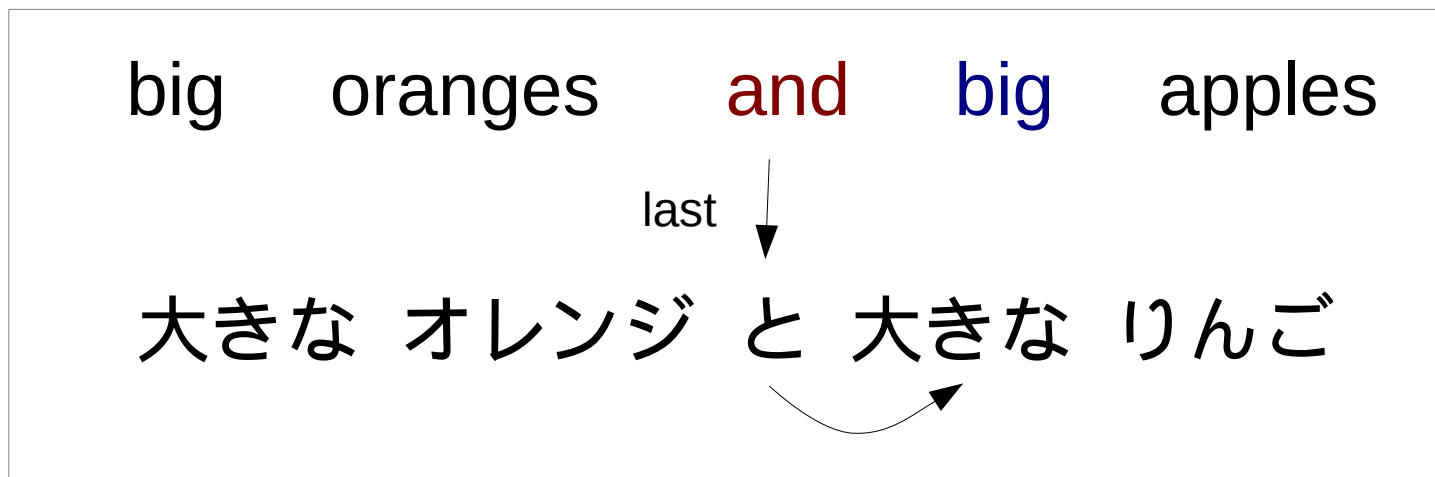 big oranges and big apples
last
大きな オレンジ と 大きな りんご